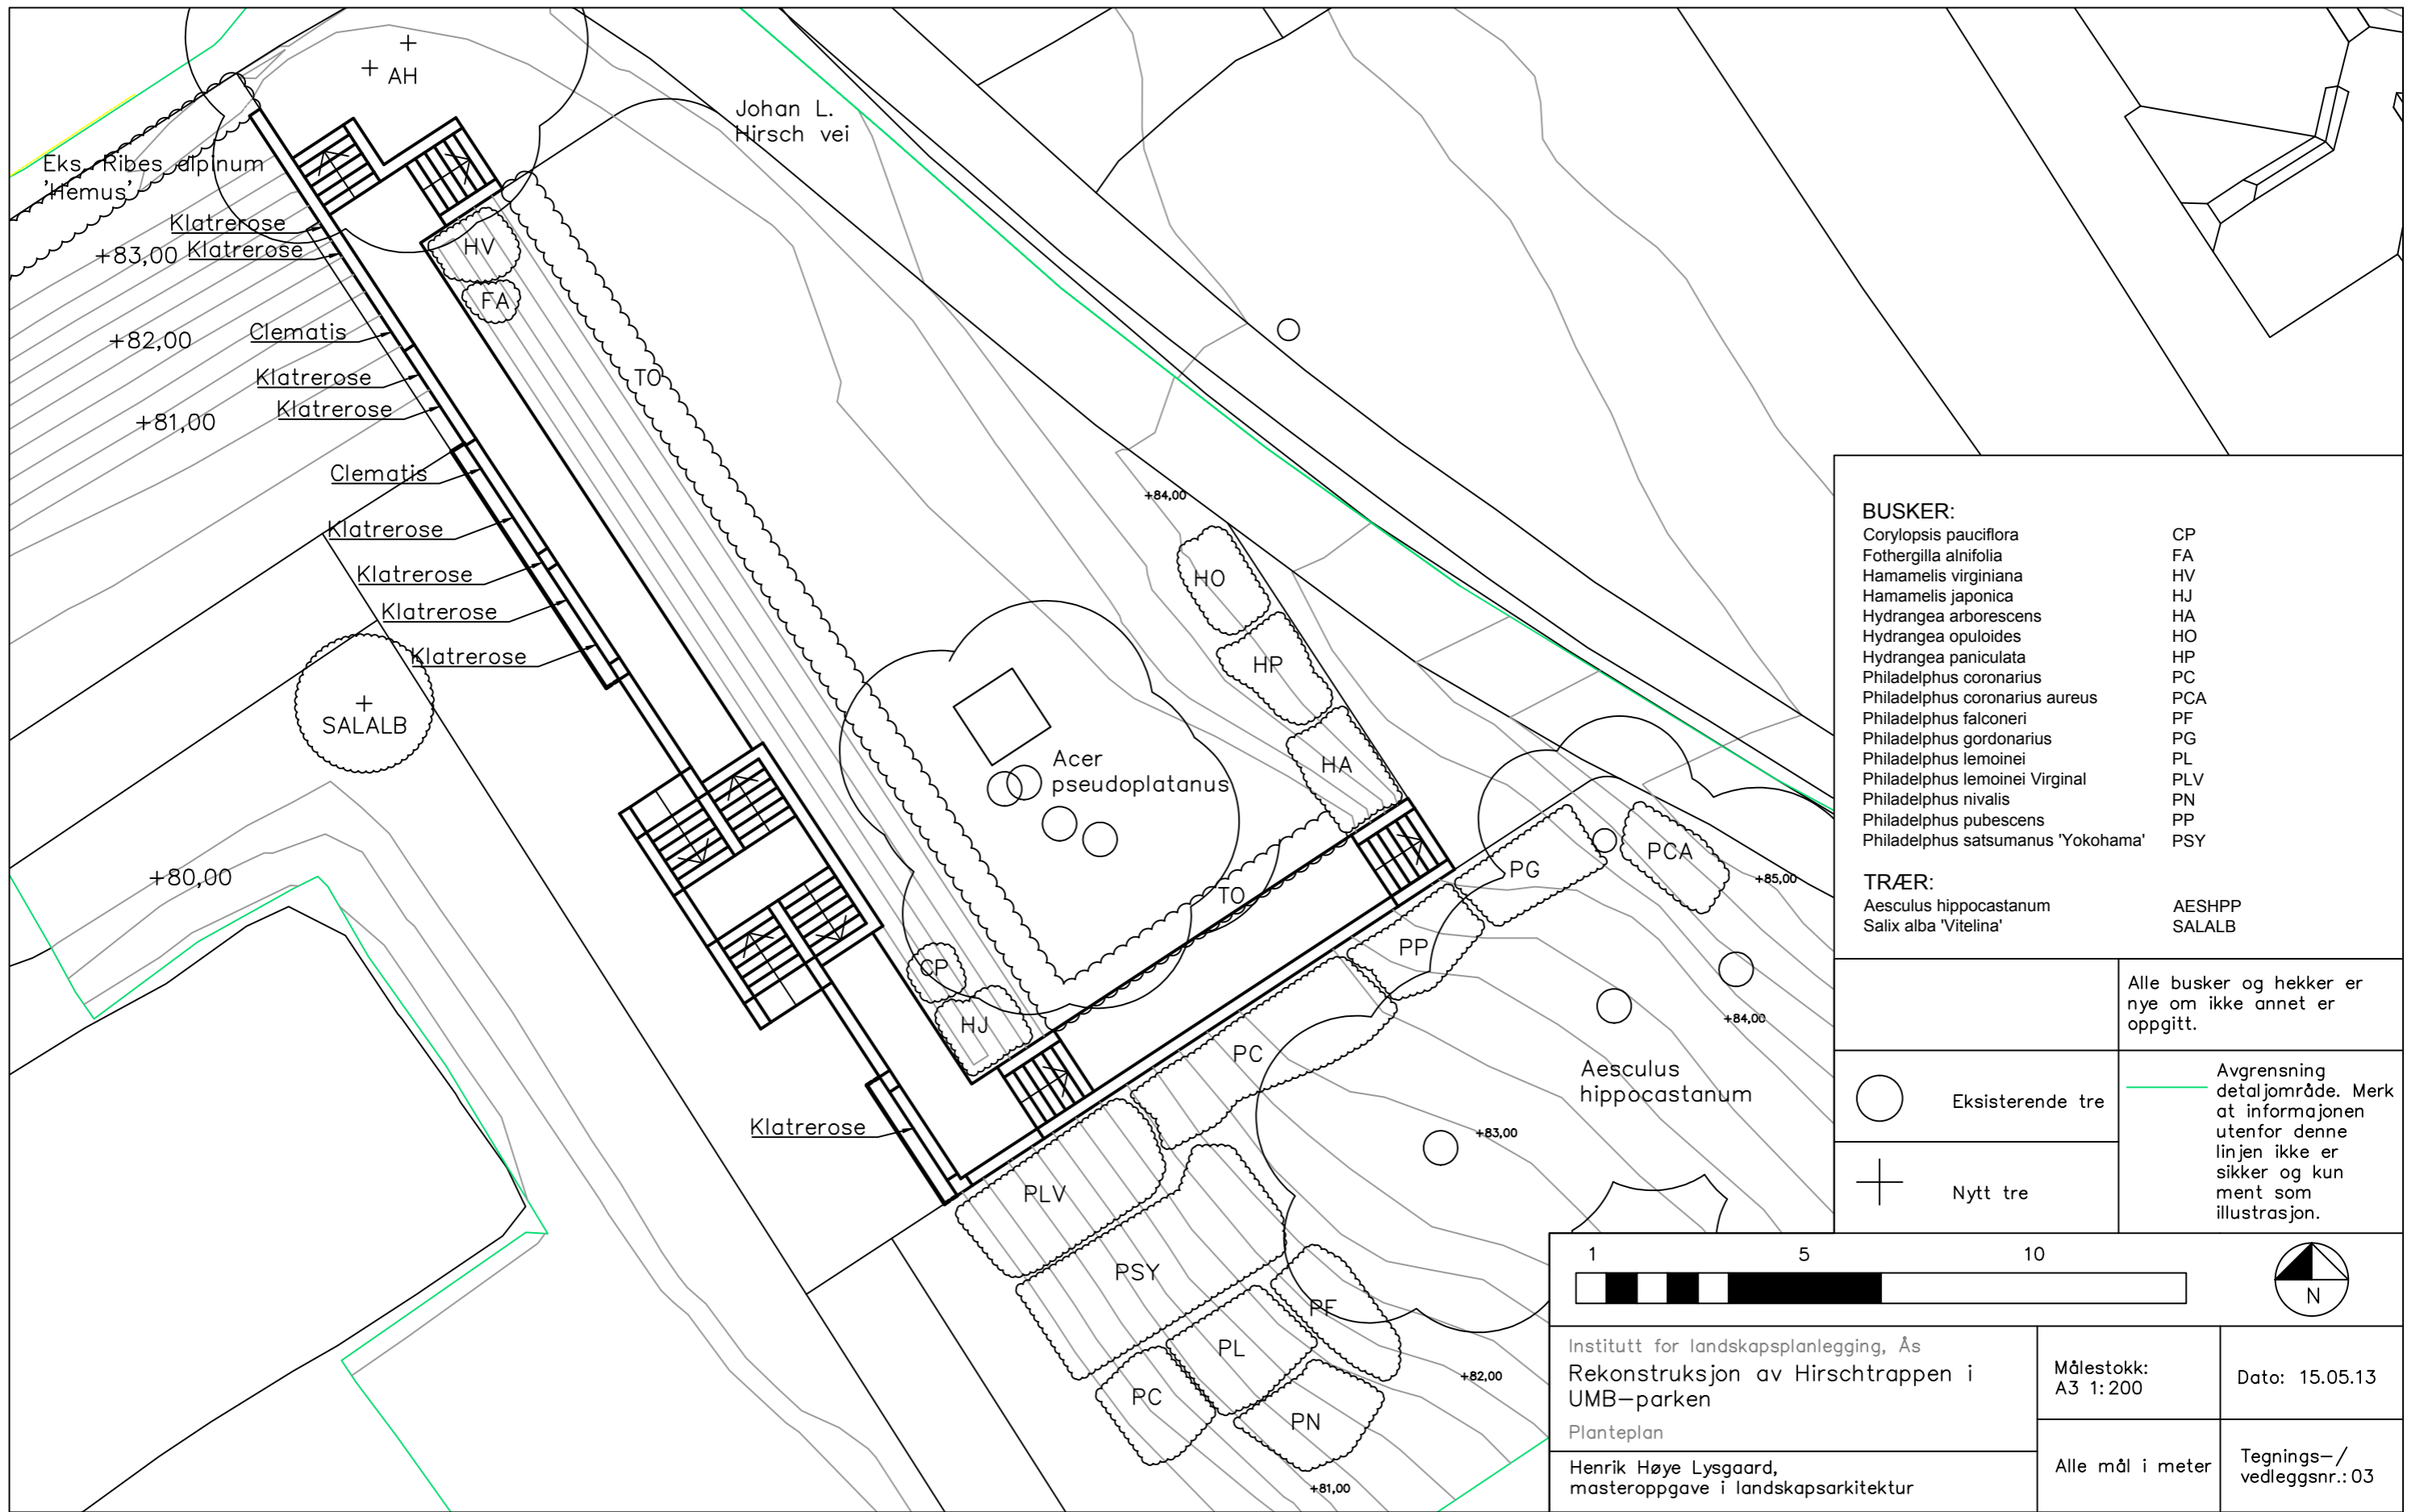 AH
Johan L.
Hirsch vei
Eks. Ribes alpinum
'Hemus'
Klatrerose
+83,00
Klatrerose
HV
FA
+82,00
Clematis
TO
Klatrerose
Klatrerose
+81,00
Clematis
Klatrerose
Klatrerose
Klatrerose
Klatrerose
SALALB
+80,00
+84,00
HO
HP
HA
Acer
pseudoplatanus
TO
CP
HJ
PG
PCA
+85,00
PP
+84,00
PC
Aesculus
hippocastanum
+83,00
Klatrerose
PLV
PSY
PF
PL
PC
PN
+82,00
+81,00
BUSKER:
Corylopsis pauciflora CP
Fothergilla alnifolia FA
Hamamelis virginiana HV
Hamamelis japonica HJ
Hydrangea arborescens HA
Hydrangea opuloides HO
Hydrangea paniculata HP
Philadelphus coronarius PC
Philadelphus coronarius aureus PCA
Philadelphus falconeri PF
Philadelphus gordonarius PG
Philadelphus lemoinei PL
Philadelphus lemoinei Virginal PLV
Philadelphus nivalis PN
Philadelphus pubescens PP
Philadelphus satsumanus 'Yokohama' PSY
TRÆR:
Aesculus hippocastanum AESHPP
Salix alba 'Vitelina' SALALB
Alle busker og hekker er
nye om ikke annet er
oppgitt.
Eksisterende tre
Nytt tre
Avgrensning
detaljområde. Merk
at informajonen
utenfor denne
linjen ikke er
sikker og kun
ment som
illustrasjon.
1 5 10
N
Institutt for landskapsplanlegging, Ås
Rekonstruksjon av Hirschtrappen i
UMB-parken
Planteplan
Henrik Høye Lysgaard,
masteroppgave i landskapsarkitektur
Målestokk:
A3 1:200
Dato: 15.05.13
Alle mål i meter
Tegnings-/
vedleggsnr.: 03